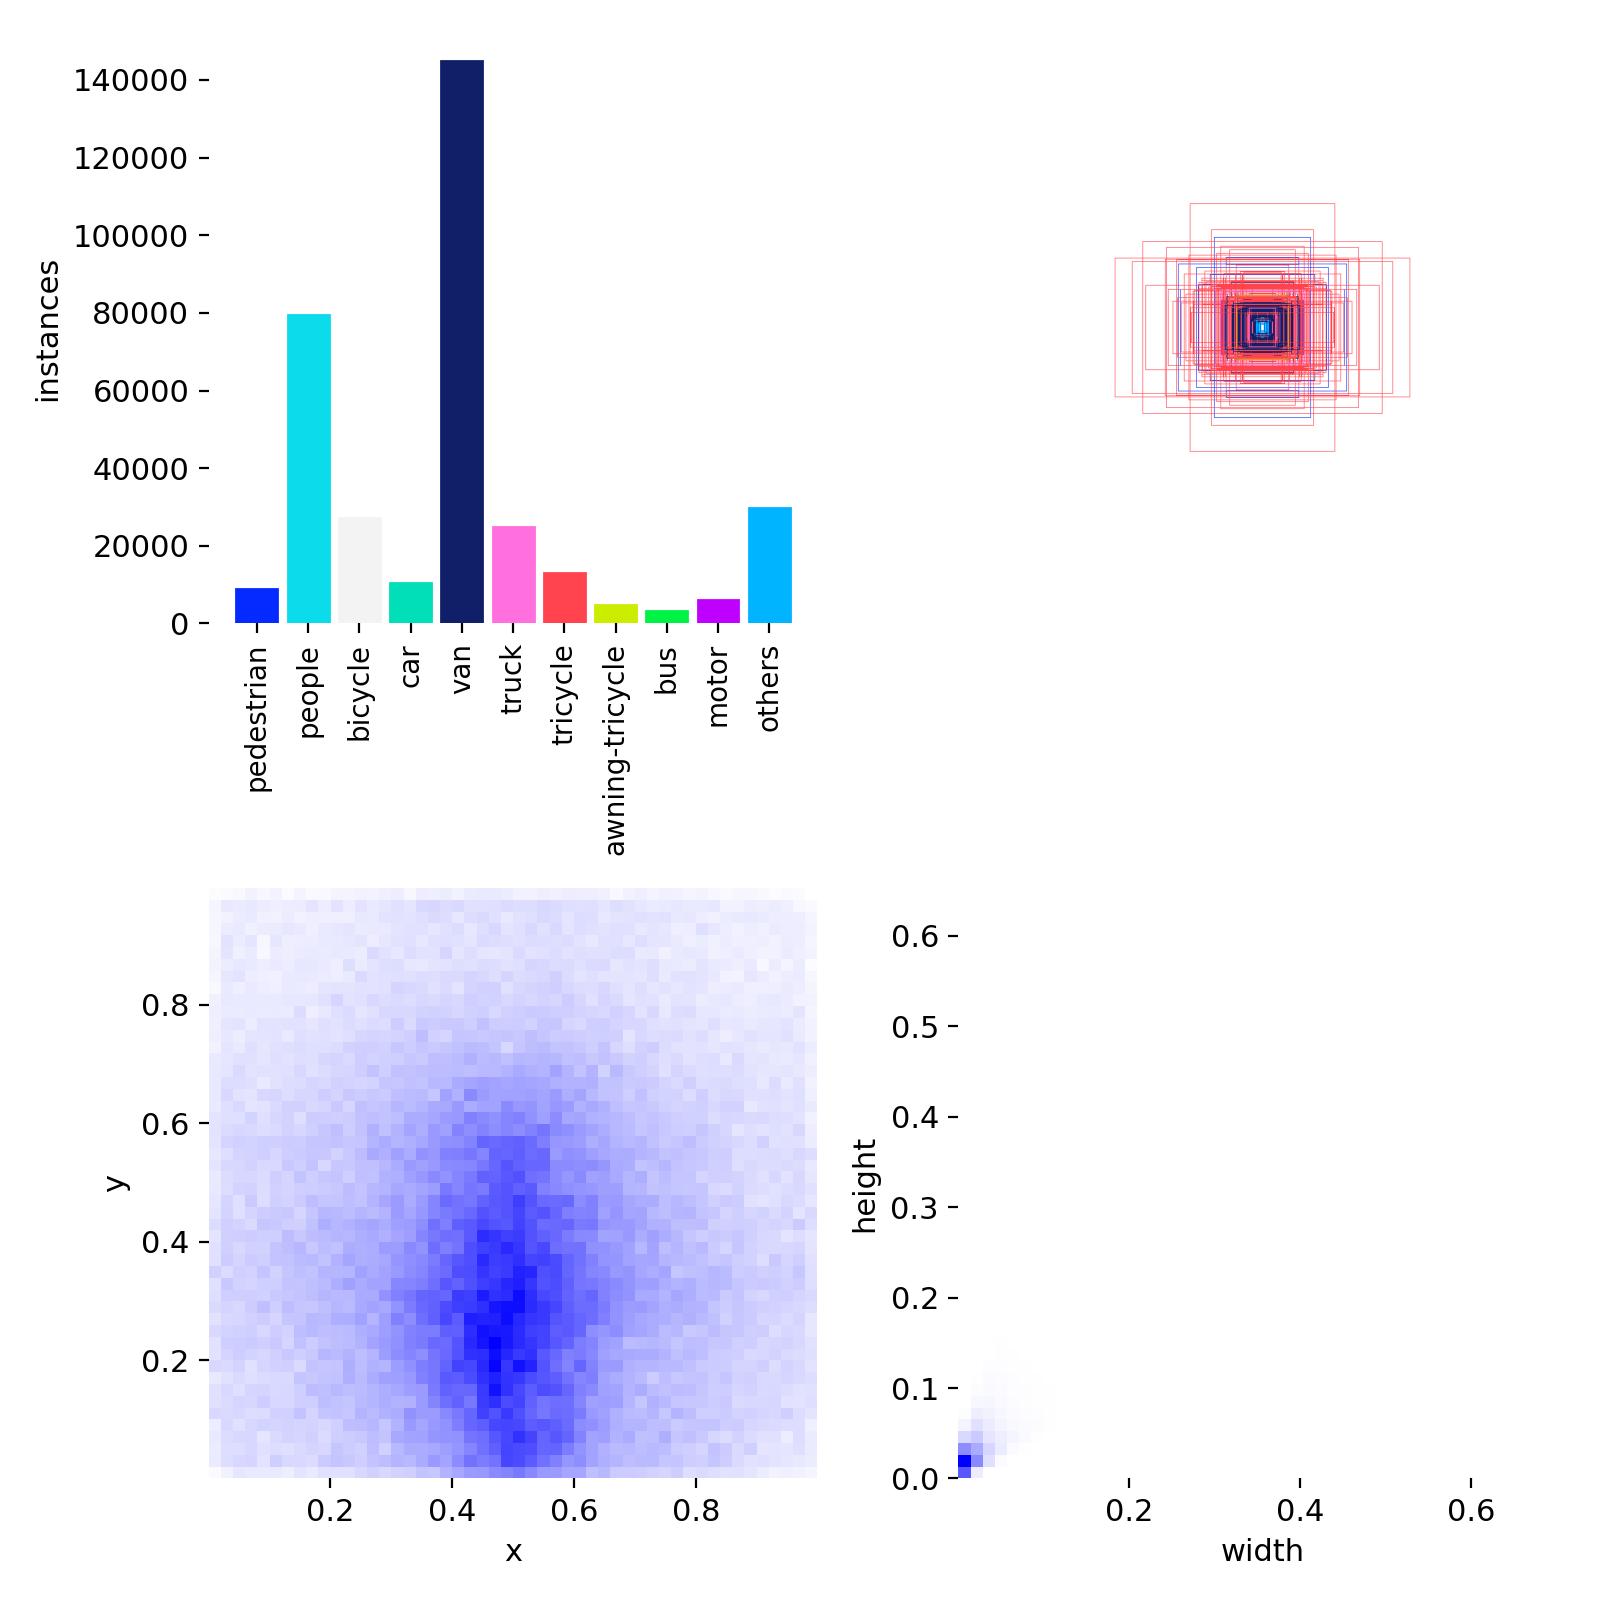 140000
120000
100000
80000
60000
40000
20000
0
instances
pedestrian
people
bicycle
car
van
truck
tricycle
awning-tricycle
bus
motor
others
0.8
0.6
0.4
0.2
y
0.2 0.4 0.6 0.8
x
0.6
0.5
0.4
0.3
0.2
0.1
0.0
height
0.2 0.4 0.6
width